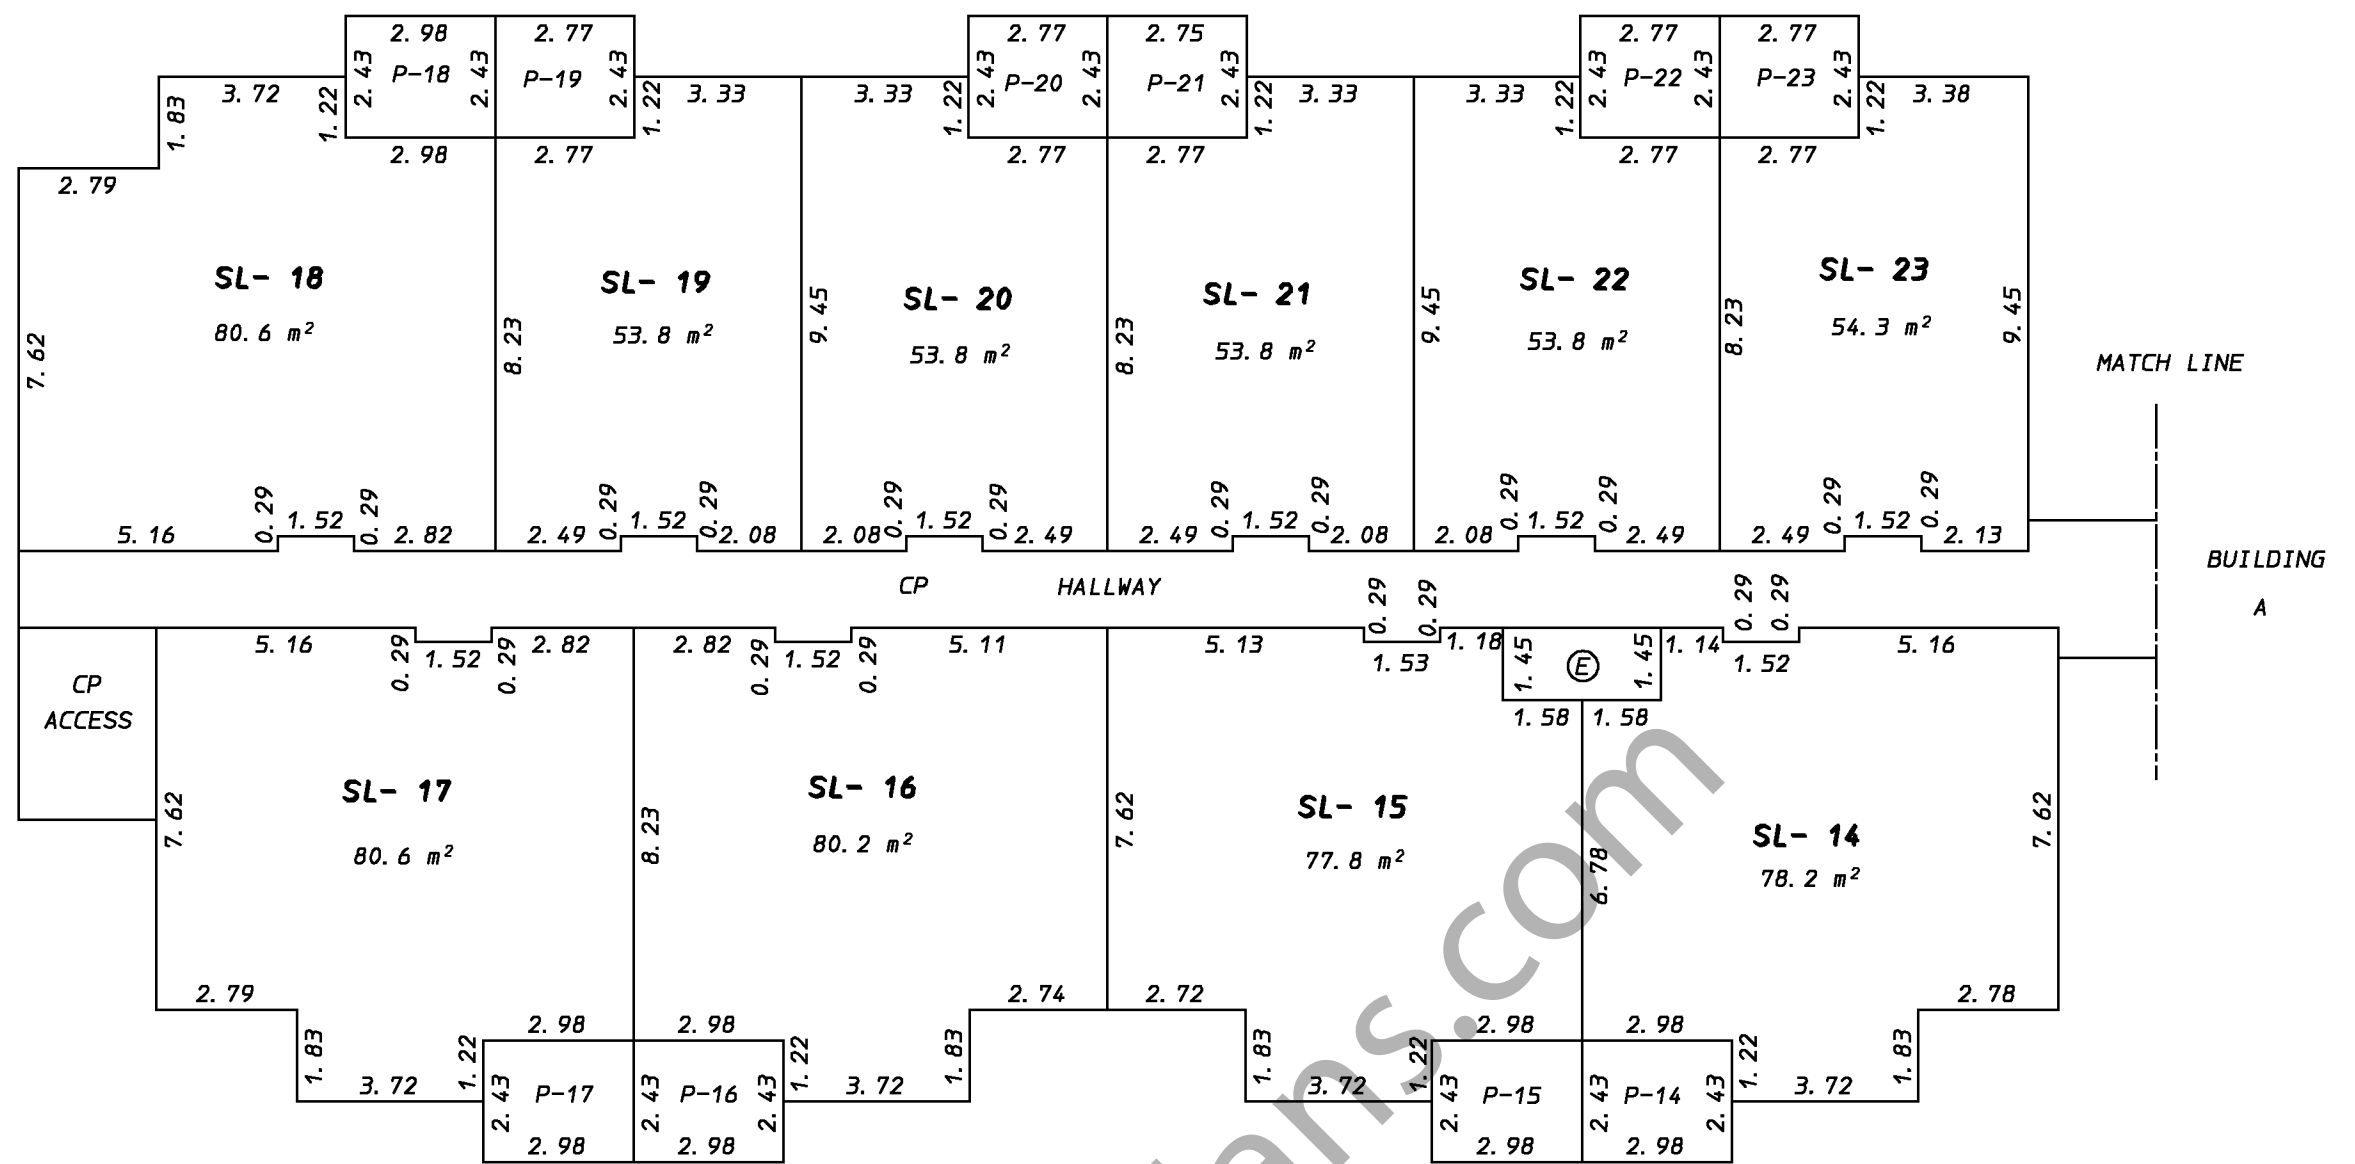 2.98 2.77 2.77 2.75 2.77 2.77
2.43 P-18 2.43 P-19 2.43 2.43 P-20 2.43 P-21 2.43 2.43 P-22 2.43 P-23 2.43
1.83 3.72 1.22 1.22 3.33 3.33 1.22 1.22 3.33 3.33 1.22 1.22 3.38
2.98 2.77 2.77 2.77 2.77 2.77
2.79
SL- 18 SL- 19 SL- 20 SL- 21 SL- 22 SL- 23
80.6 m² 53.8 m² 53.8 m² 53.8 m² 53.8 m² 54.3 m²
7.62 8.23 9.45 8.23 9.45 8.23 9.45
MATCH LINE
0.29 1.52 0.29 0.29 1.52 0.29 0.29 1.52 0.29 0.29 1.52 0.29 0.29 1.52 0.29 0.29 1.52 0.29
5.16 2.82 2.49 2.08 2.08 2.49 2.49 2.08 2.08 2.49 2.49 2.13
CP HALLWAY
BUILDING
A
0.29 0.29 0.29 0.29
5.16 0.29 1.52 0.29 2.82 2.82 0.29 1.52 0.29 5.11 5.13 1.53 1.18 1.45 E 1.45 1.14 1.52 5.16
CP
ACCESS
1.58 1.58
SL- 17 SL- 16 SL- 15 SL- 14
80.6 m² 80.2 m² 77.8 m² 78.2 m²
7.62 8.23 7.62 6.78 7.62
2.79 2.74 2.72 2.78
2.98 2.98 2.98 2.98
1.83 3.72 1.22 1.22 3.72 1.83 1.83 3.72 1.22 1.22 3.72 1.83
2.43 P-17 2.43 P-16 2.43 2.43 P-15 2.43 P-14 2.43
2.98 2.98 2.98 2.98
ans.com